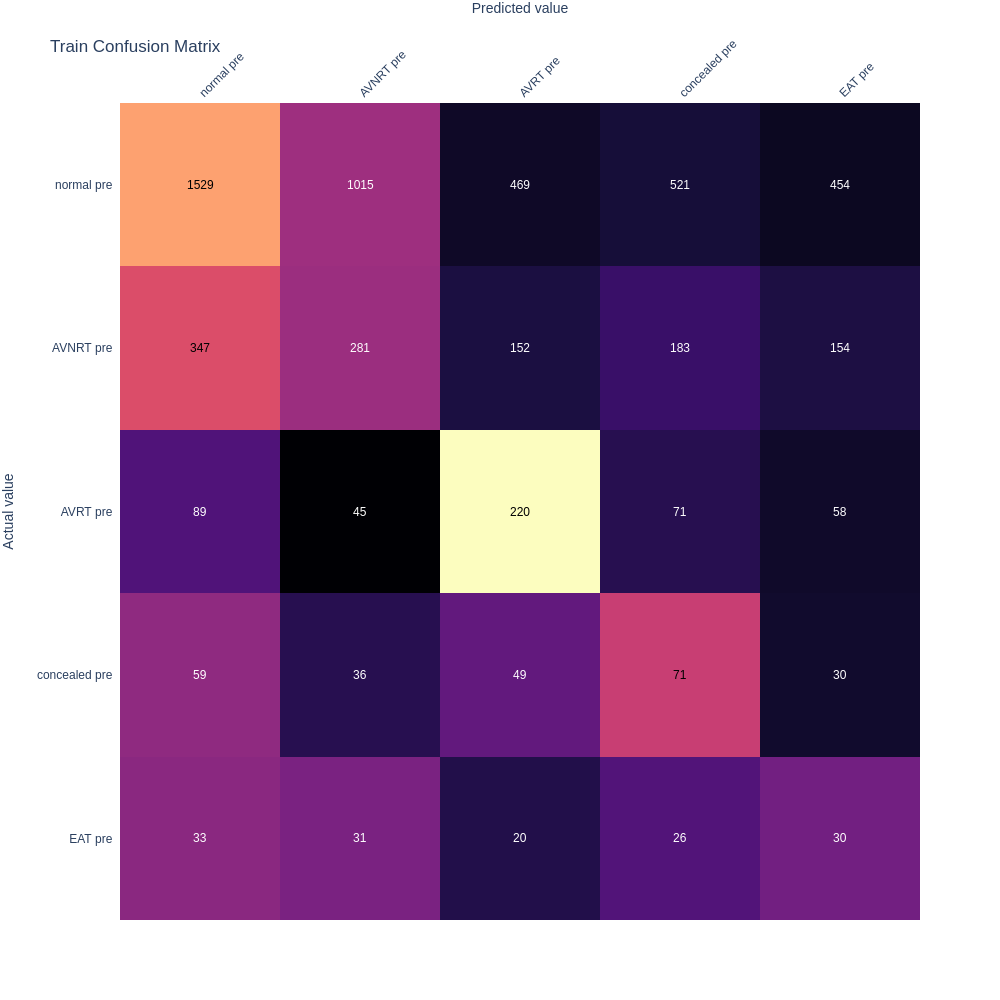 Predicted value
Train Confusion Matrix
normal pre AVNRT pre AVRT pre concealed pre EAT pre
normal pre 1529 1015 469 521 454
AVNRT pre 347 281 152 183 154
Actual value
AVRT pre 89 45 220 71 58
concealed pre 59 36 49 71 30
EAT pre 33 31 20 26 30